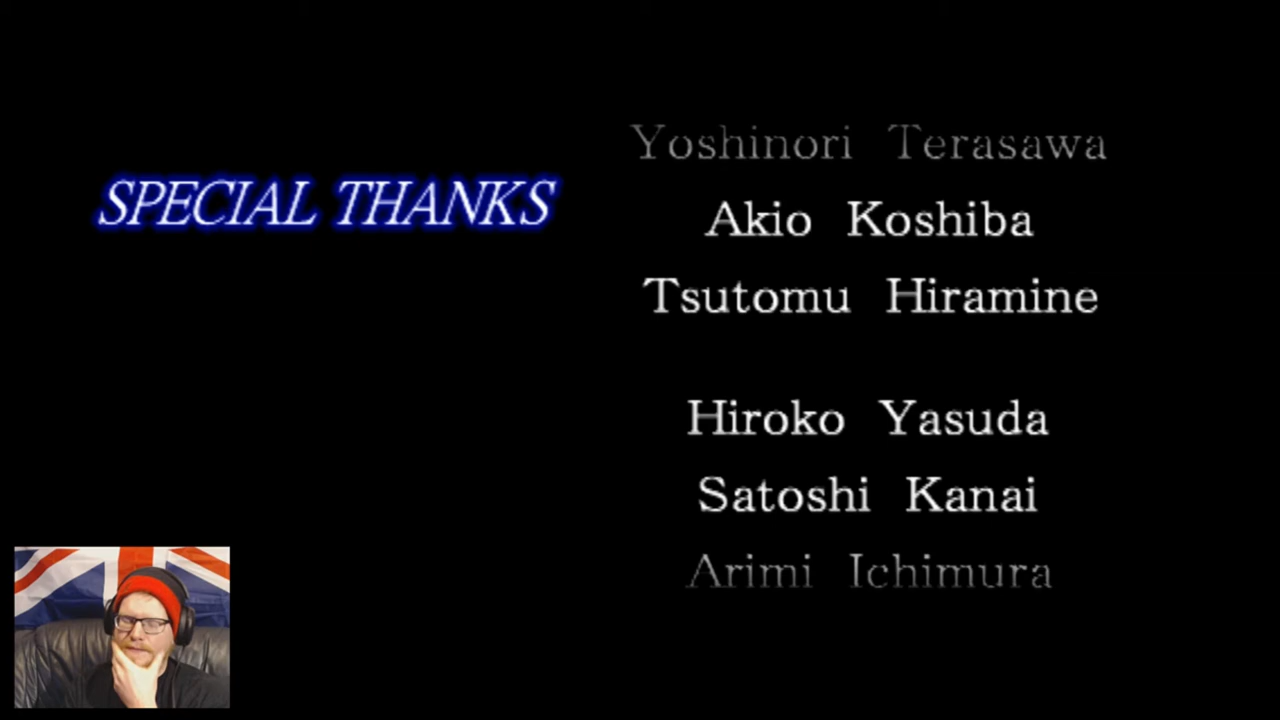 SPECIAL THANKS
Yoshinori Terasawa
Akio Koshiba
Tsutomu Hiramine
Hiroko Yasuda
Satoshi Kanai
Arimi Ichimura